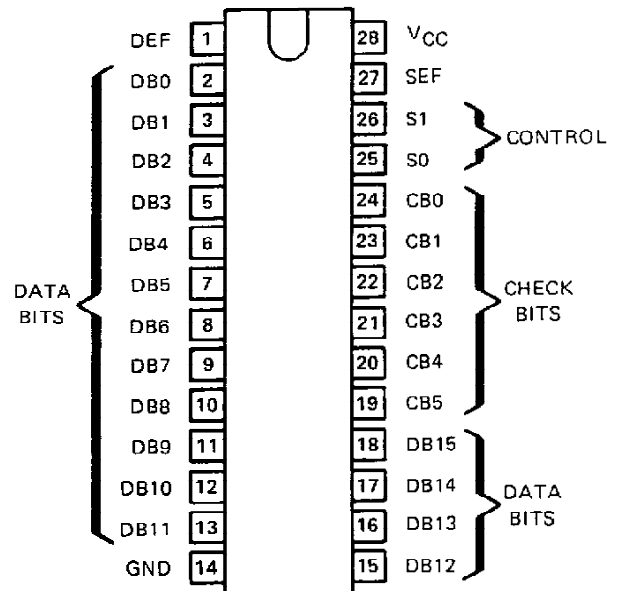 DEF 1 28 VCC
DB0 2 27 SEF
DB1 3 26 S1
DB2 4 25 S0
CONTROL
DB3 5 24 CB0
DB4 6 23 CB1
DB5 7 22 CB2
DB6 8 21 CB3
DB7 9 20 CB4
DB8 10 19 CB5
DATA
BITS
CHECK
BITS
DB9 11 18 DB15
DB10 12 17 DB14
DB11 13 16 DB13
GND 14 15 DB12
DATA
BITS